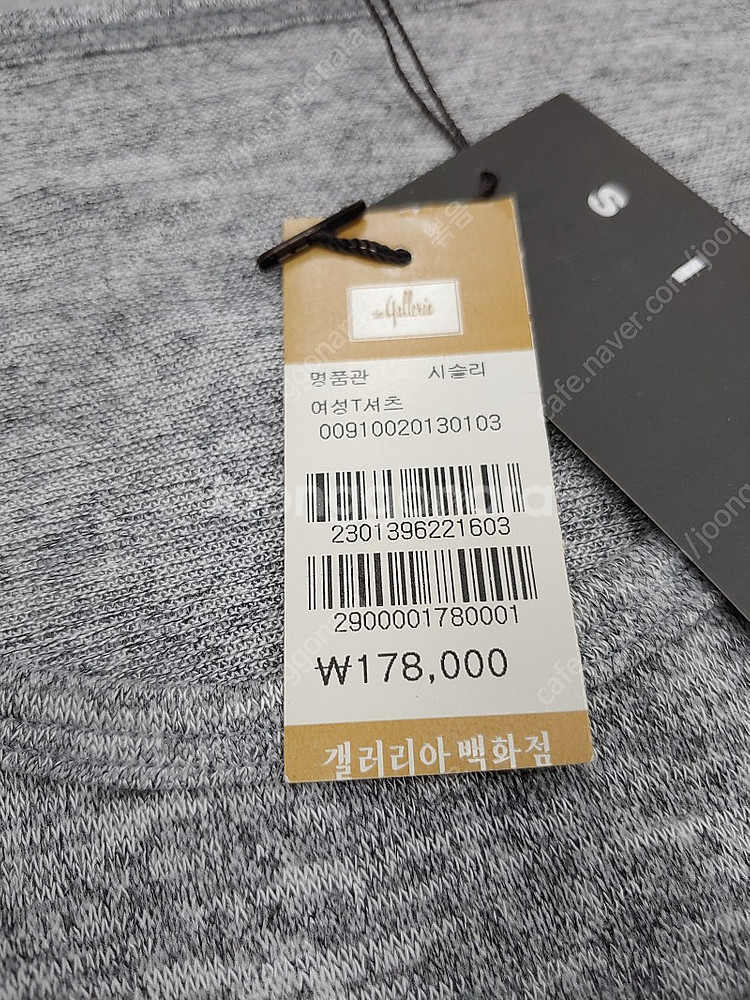 the Gallerie
명품관 시슬리
여성T셔츠
00910020130103
2301396221603
2900001780001
₩178,000
갤러리아백화점
S
I